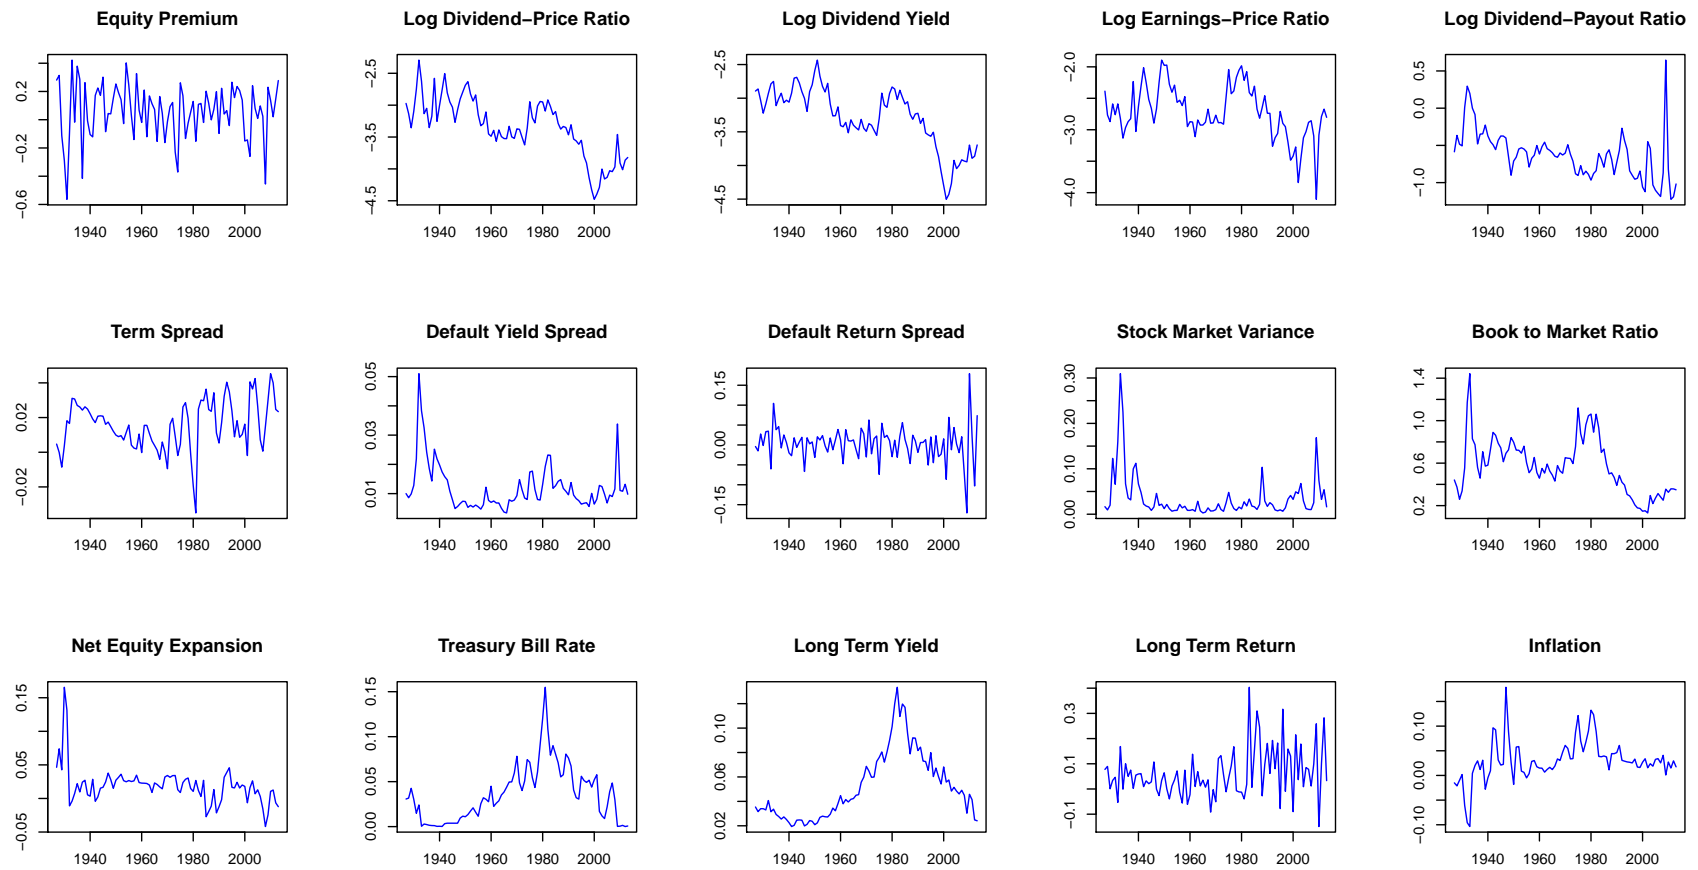 Equity Premium Log Dividend−Price Ratio Log Dividend Yield Log Earnings−Price Ratio Log Dividend−Payout Ratio
−0.6 −0.2 0.2
1940 1960 1980 2000
−4.5 −3.5 −2.5
1940 1960 1980 2000
−4.5 −3.5 −2.5
1940 1960 1980 2000
−4.0 −3.0 −2.0
1940 1960 1980 2000
−1.0 0.0 0.5
1940 1960 1980 2000
Term Spread Default Yield Spread Default Return Spread Stock Market Variance Book to Market Ratio
−0.02 0.02
1940 1960 1980 2000
0.01 0.03 0.05
1940 1960 1980 2000
−0.15 0.00 0.15
1940 1960 1980 2000
0.00 0.10 0.20 0.30
1940 1960 1980 2000
0.2 0.6 1.0 1.4
1940 1960 1980 2000
Net Equity Expansion Treasury Bill Rate Long Term Yield Long Term Return Inflation
−0.05 0.05 0.15
1940 1960 1980 2000
0.00 0.05 0.10 0.15
1940 1960 1980 2000
0.02 0.06 0.10
1940 1960 1980 2000
−0.1 0.1 0.3
1940 1960 1980 2000
−0.10 0.00 0.10
1940 1960 1980 2000